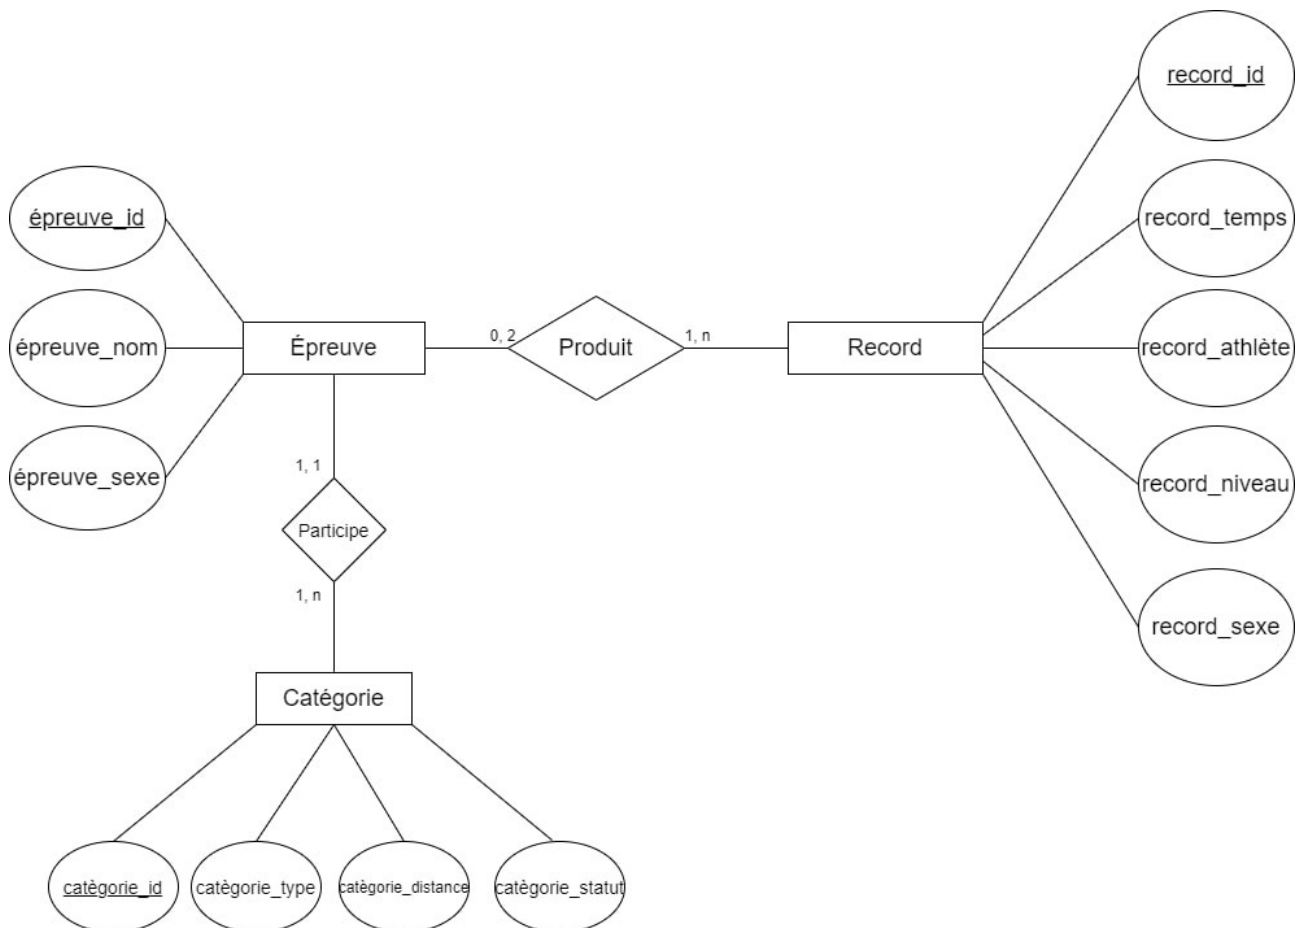 record_id
épreuve_id
record_temps
épreuve_nom
Épreuve
0, 2
Produit
1, n
Record
record_athlète
épreuve_sexe
1, 1
record_niveau
Participe
1, n
record_sexe
Catégorie
catègorie_id
catègorie_type
catègorie_distance
catègorie_statut